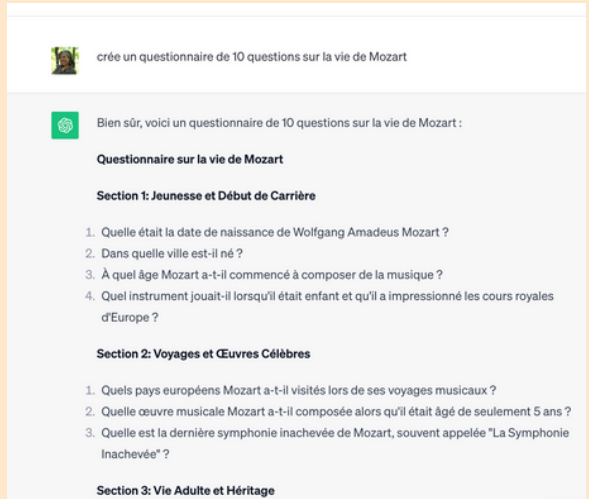 crée un questionnaire de 10 questions sur la vie de Mozart
Bien sûr, voici un questionnaire de 10 questions sur la vie de Mozart :
Questionnaire sur la vie de Mozart
Section 1: Jeunesse et Début de Carrière
1. Quelle était la date de naissance de Wolfgang Amadeus Mozart ?
2. Dans quelle ville est-il né ?
3. À quel âge Mozart a-t-il commencé à composer de la musique ?
4. Quel instrument jouait-il lorsqu'il était enfant et qu'il a impressionné les cours royales
d'Europe ?
Section 2: Voyages et Œuvres Célèbres
1. Quels pays européens Mozart a-t-il visités lors de ses voyages musicaux ?
2. Quelle œuvre musicale Mozart a-t-il composée alors qu'il était âgé de seulement 5 ans ?
3. Quelle est la dernière symphonie inachevée de Mozart, souvent appelée "La Symphonie
Inachevée" ?
Section 3: Vie Adulte et Héritage